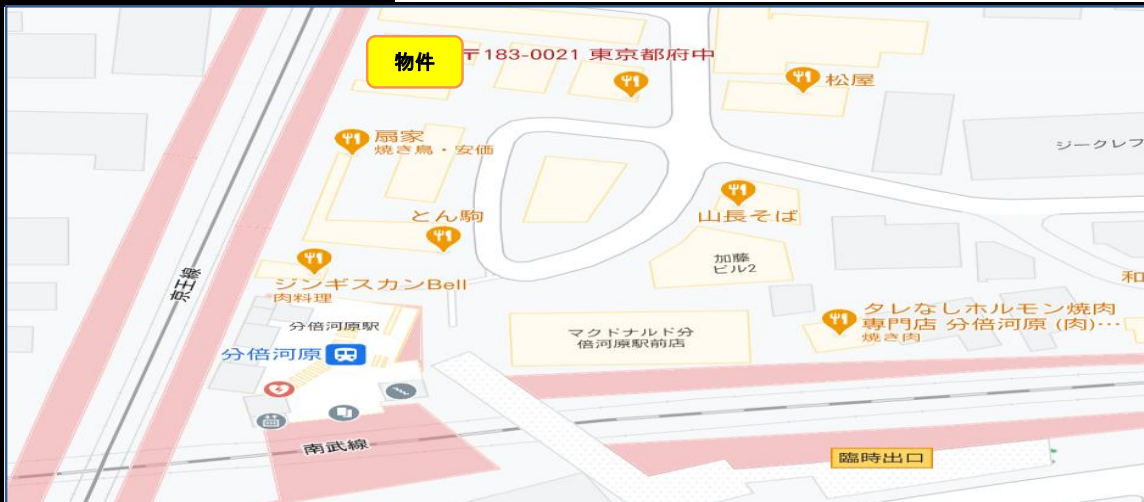 物件
〒183-0021 東京都府中
松屋
扇家
焼き鳥・安価
ジークレフ
とん駒
山長そば
加藤
ビル2
京王線
ジンギスカンBell
肉料理
和
分倍河原駅
分倍河原
マクドナルド分
倍河原駅前店
タレなしホルモン焼肉
専門店 分倍河原 (肉)…
焼き肉
南武線
臨時出口